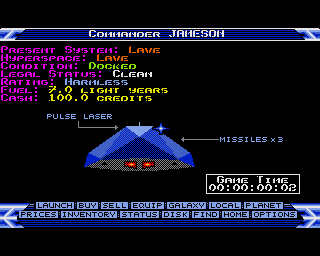 COMMANDER JAMESON
PRESENT SYSTEM: LAVE
HYPERSPACE: LAVE
CONDITION: DOCKED
LEGAL STATUS: CLEAN
RATING: HARMLESS
FUEL: 7.0 LIGHT YEARS
CASH: 100.0 CREDITS
PULSE LASER
MISSILES x 3
GAME TIME
00:00:00:02
LAUNCH BUY SELL EQUIP GALAXY LOCAL PLANET
PRICES INVENTORY STATUS DISK FIND HOME OPTIONS